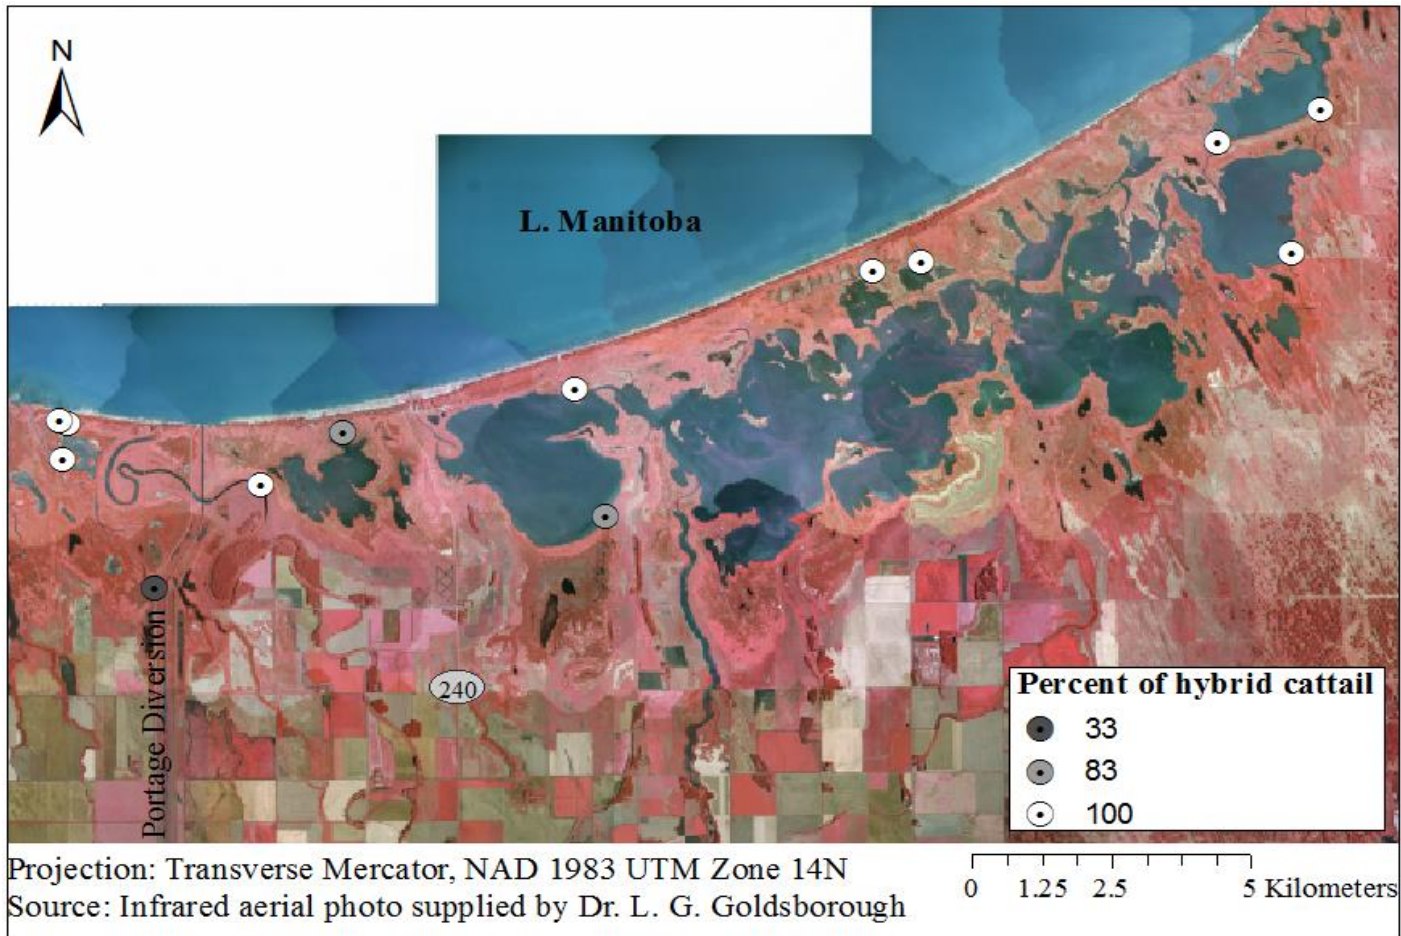 N
L. Manitoba
240
Portage Diversion
Percent of hybrid cattail
33
83
100
Projection: Transverse Mercator, NAD 1983 UTM Zone 14N
Source: Infrared aerial photo supplied by Dr. L. G. Goldsborough
0 1.25 2.5 5 Kilometers